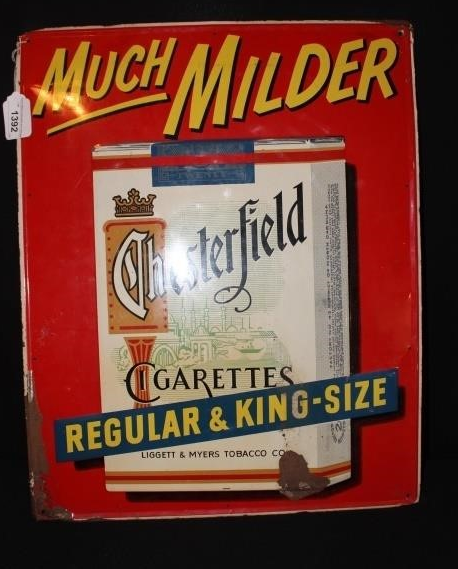 MUCH MILDER
1392
Chesterfield
CIGARETTES
REGULAR & KING-SIZE
LIGGETT & MYERS TOBACCO CO